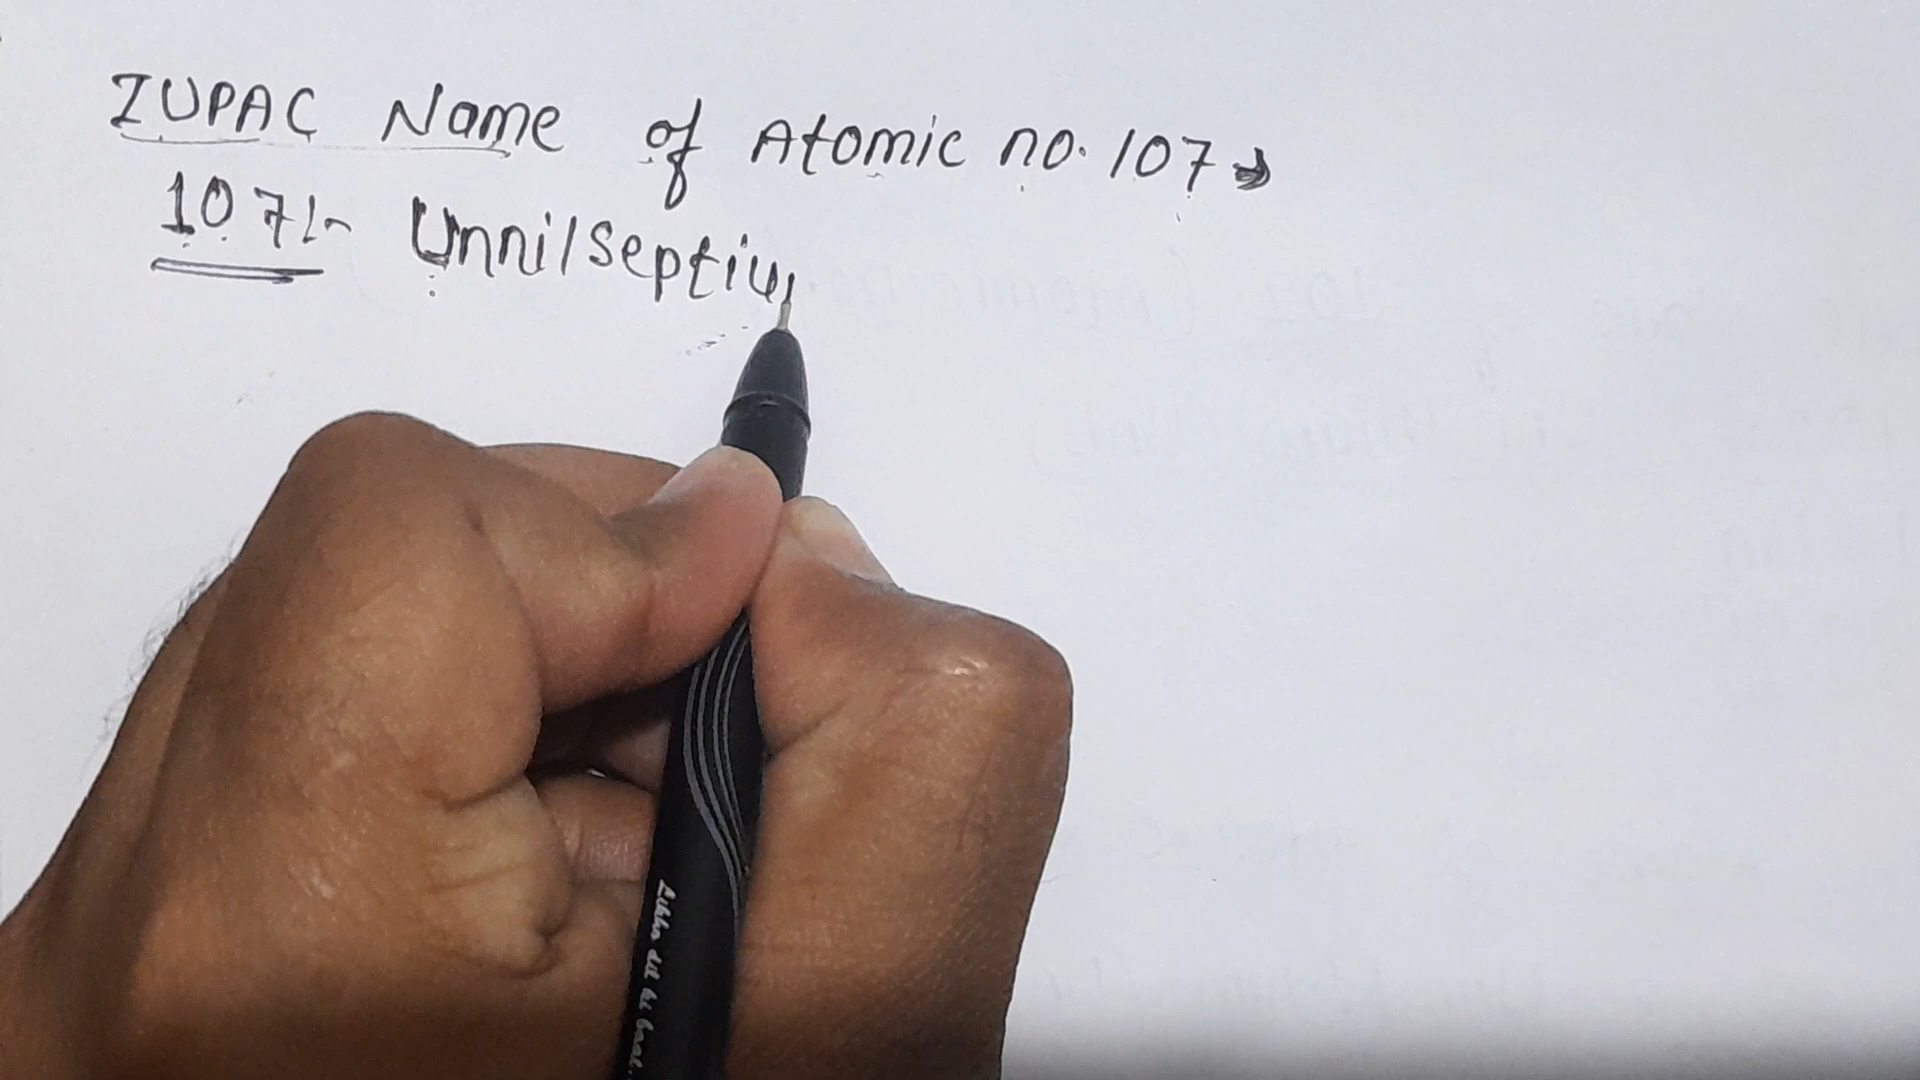 IUPAC Name of Atomic no. 107→
107:- Unnilseptiu